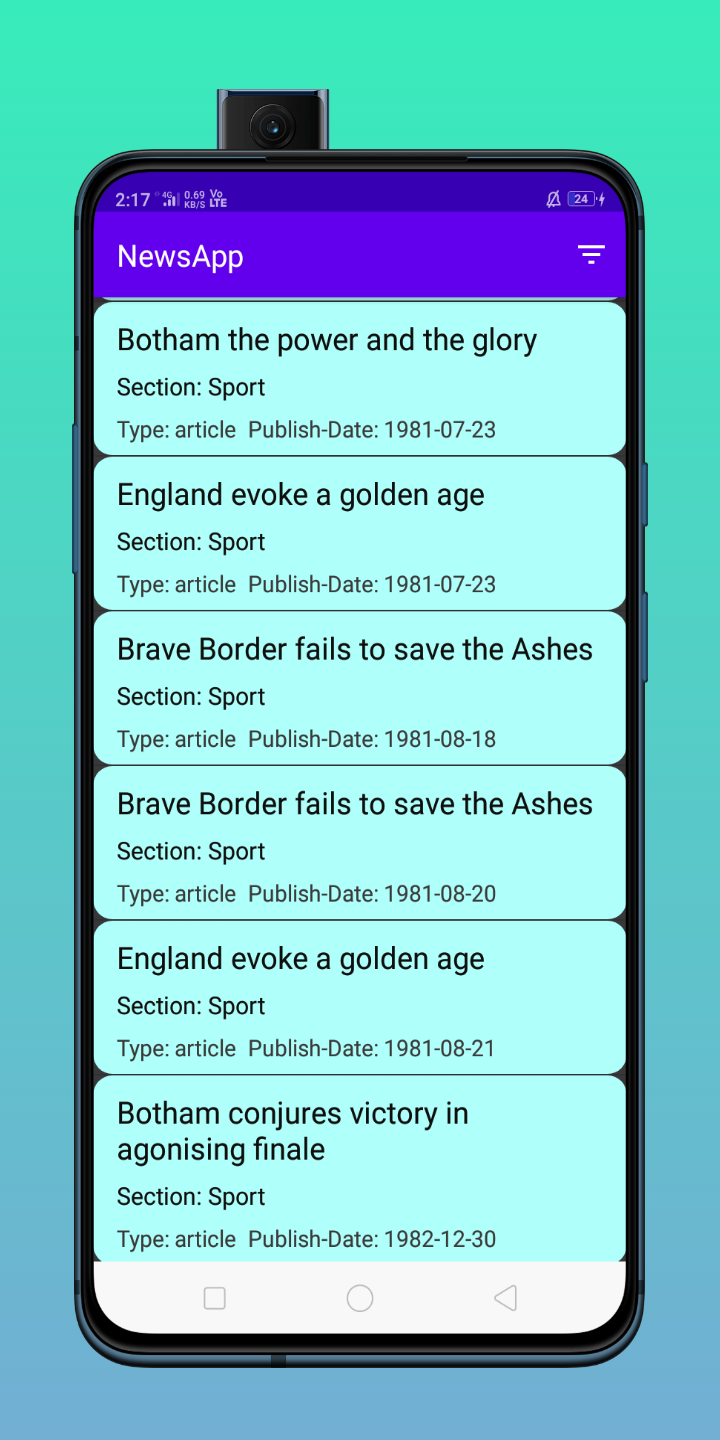 2:17 4G 0.69 KB/S Vo LTE 24
NewsApp
Botham the power and the glory
Section: Sport
Type: article Publish-Date: 1981-07-23
England evoke a golden age
Section: Sport
Type: article Publish-Date: 1981-07-23
Brave Border fails to save the Ashes
Section: Sport
Type: article Publish-Date: 1981-08-18
Brave Border fails to save the Ashes
Section: Sport
Type: article Publish-Date: 1981-08-20
England evoke a golden age
Section: Sport
Type: article Publish-Date: 1981-08-21
Botham conjures victory in
agonising finale
Section: Sport
Type: article Publish-Date: 1982-12-30